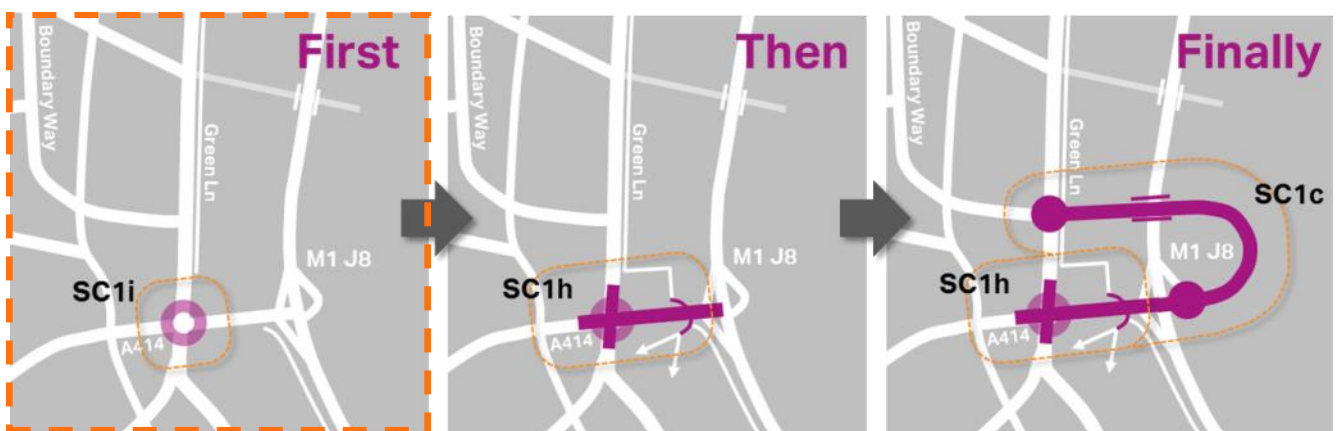 First
Boundary Way
Green Ln
M1 J8
SC1i
A414
Then
Boundary Way
Green Ln
M1 J8
SC1h
A414
Finally
Boundary Way
Green Ln
SC1c
M1 J8
SC1h
A414